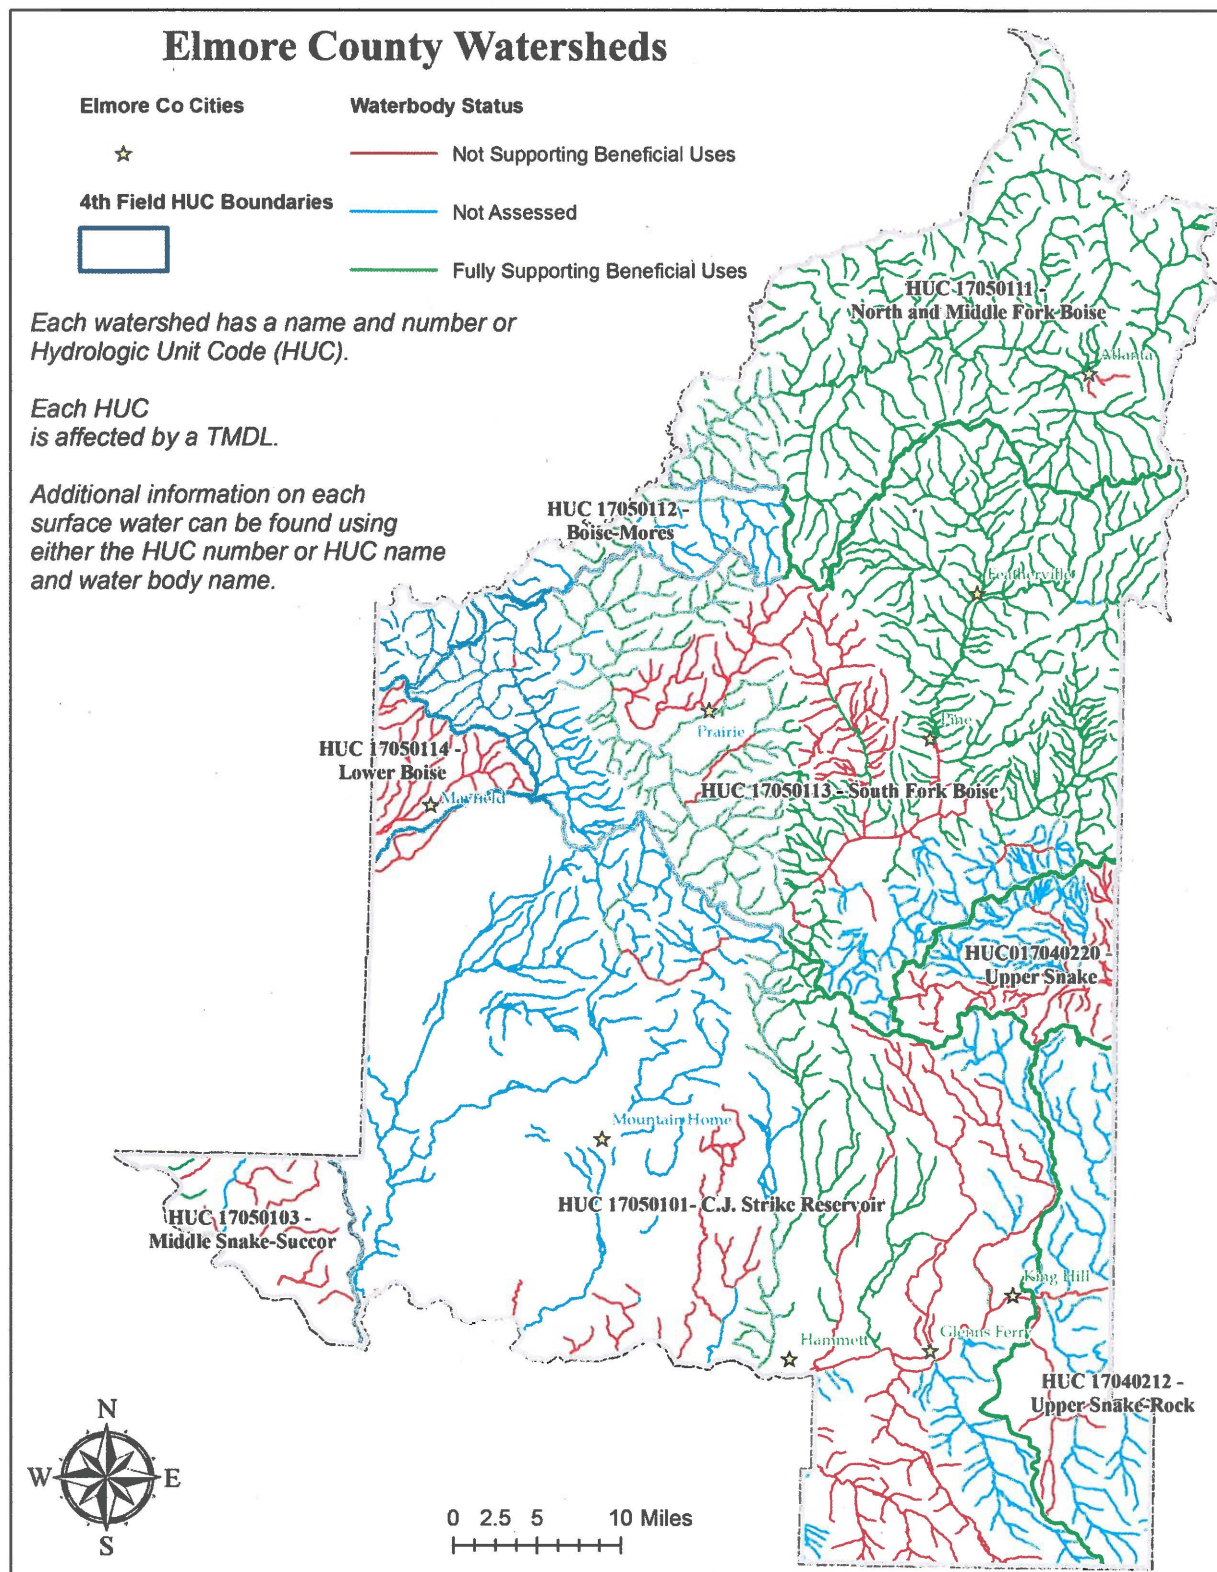 Elmore County Watersheds
Elmore Co Cities
Waterbody Status
Not Supporting Beneficial Uses
4th Field HUC Boundaries
Not Assessed
Fully Supporting Beneficial Uses
Each watershed has a name and number or
Hydrologic Unit Code (HUC).
Each HUC
is affected by a TMDL.
Additional information on each
surface water can be found using
either the HUC number or HUC name
and water body name.
HUC 17050111 -
North and Middle Fork Boise
Atlanta
HUC 17050112 -
Boise-Mores
Featherville
Prairie
Pine
HUC 17050114 -
Lower Boise
Mayfield
HUC 17050113 - South Fork Boise
HUC017040220 -
Upper Snake
Mountain Home
HUC 17050101- C.J. Strike Reservoir
HUC 17050103 -
Middle Snake-Succor
King Hill
Hammett
Glenns Ferry
HUC 17040212 -
Upper Snake-Rock
N
W
E
S
0 2.5 5 10 Miles